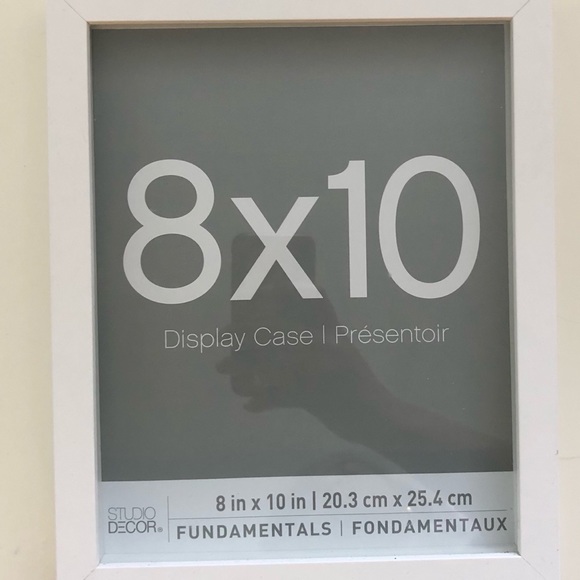 8x10
Display Case | Présentoir
8 in x 10 in | 20.3 cm x 25.4 cm
STUDIO
DECOR®
FUNDAMENTALS | FONDAMENTAUX